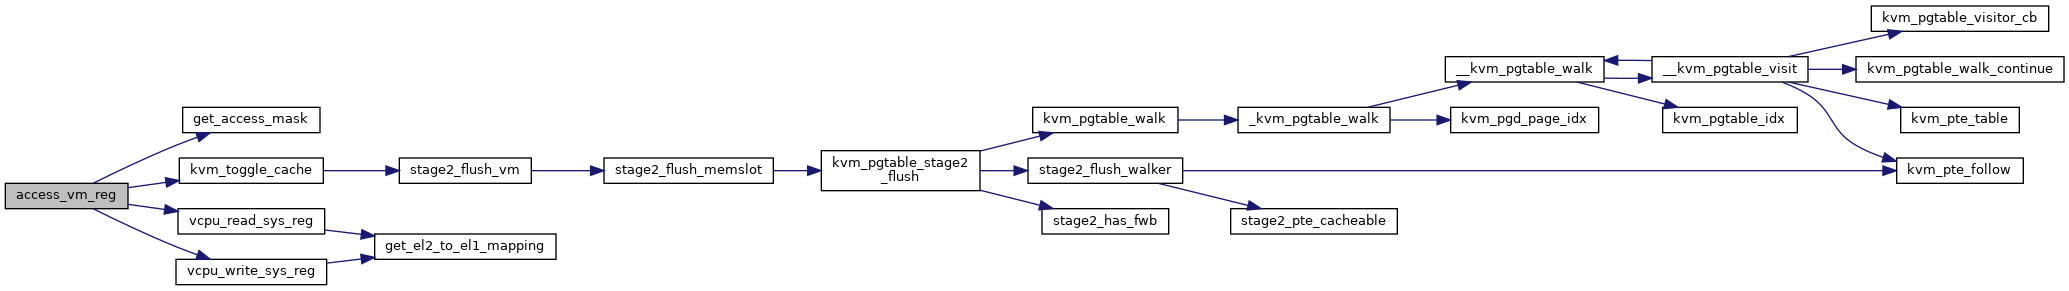 access_vm_reg
get_access_mask
kvm_toggle_cache
vcpu_read_sys_reg
vcpu_write_sys_reg
get_el2_to_el1_mapping
stage2_flush_vm
stage2_flush_memslot
kvm_pgtable_stage2
_flush
kvm_pgtable_walk
stage2_flush_walker
stage2_has_fwb
_kvm_pgtable_walk
stage2_pte_cacheable
__kvm_pgtable_walk
kvm_pgd_page_idx
__kvm_pgtable_visit
kvm_pgtable_idx
kvm_pgtable_visitor_cb
kvm_pgtable_walk_continue
kvm_pte_table
kvm_pte_follow